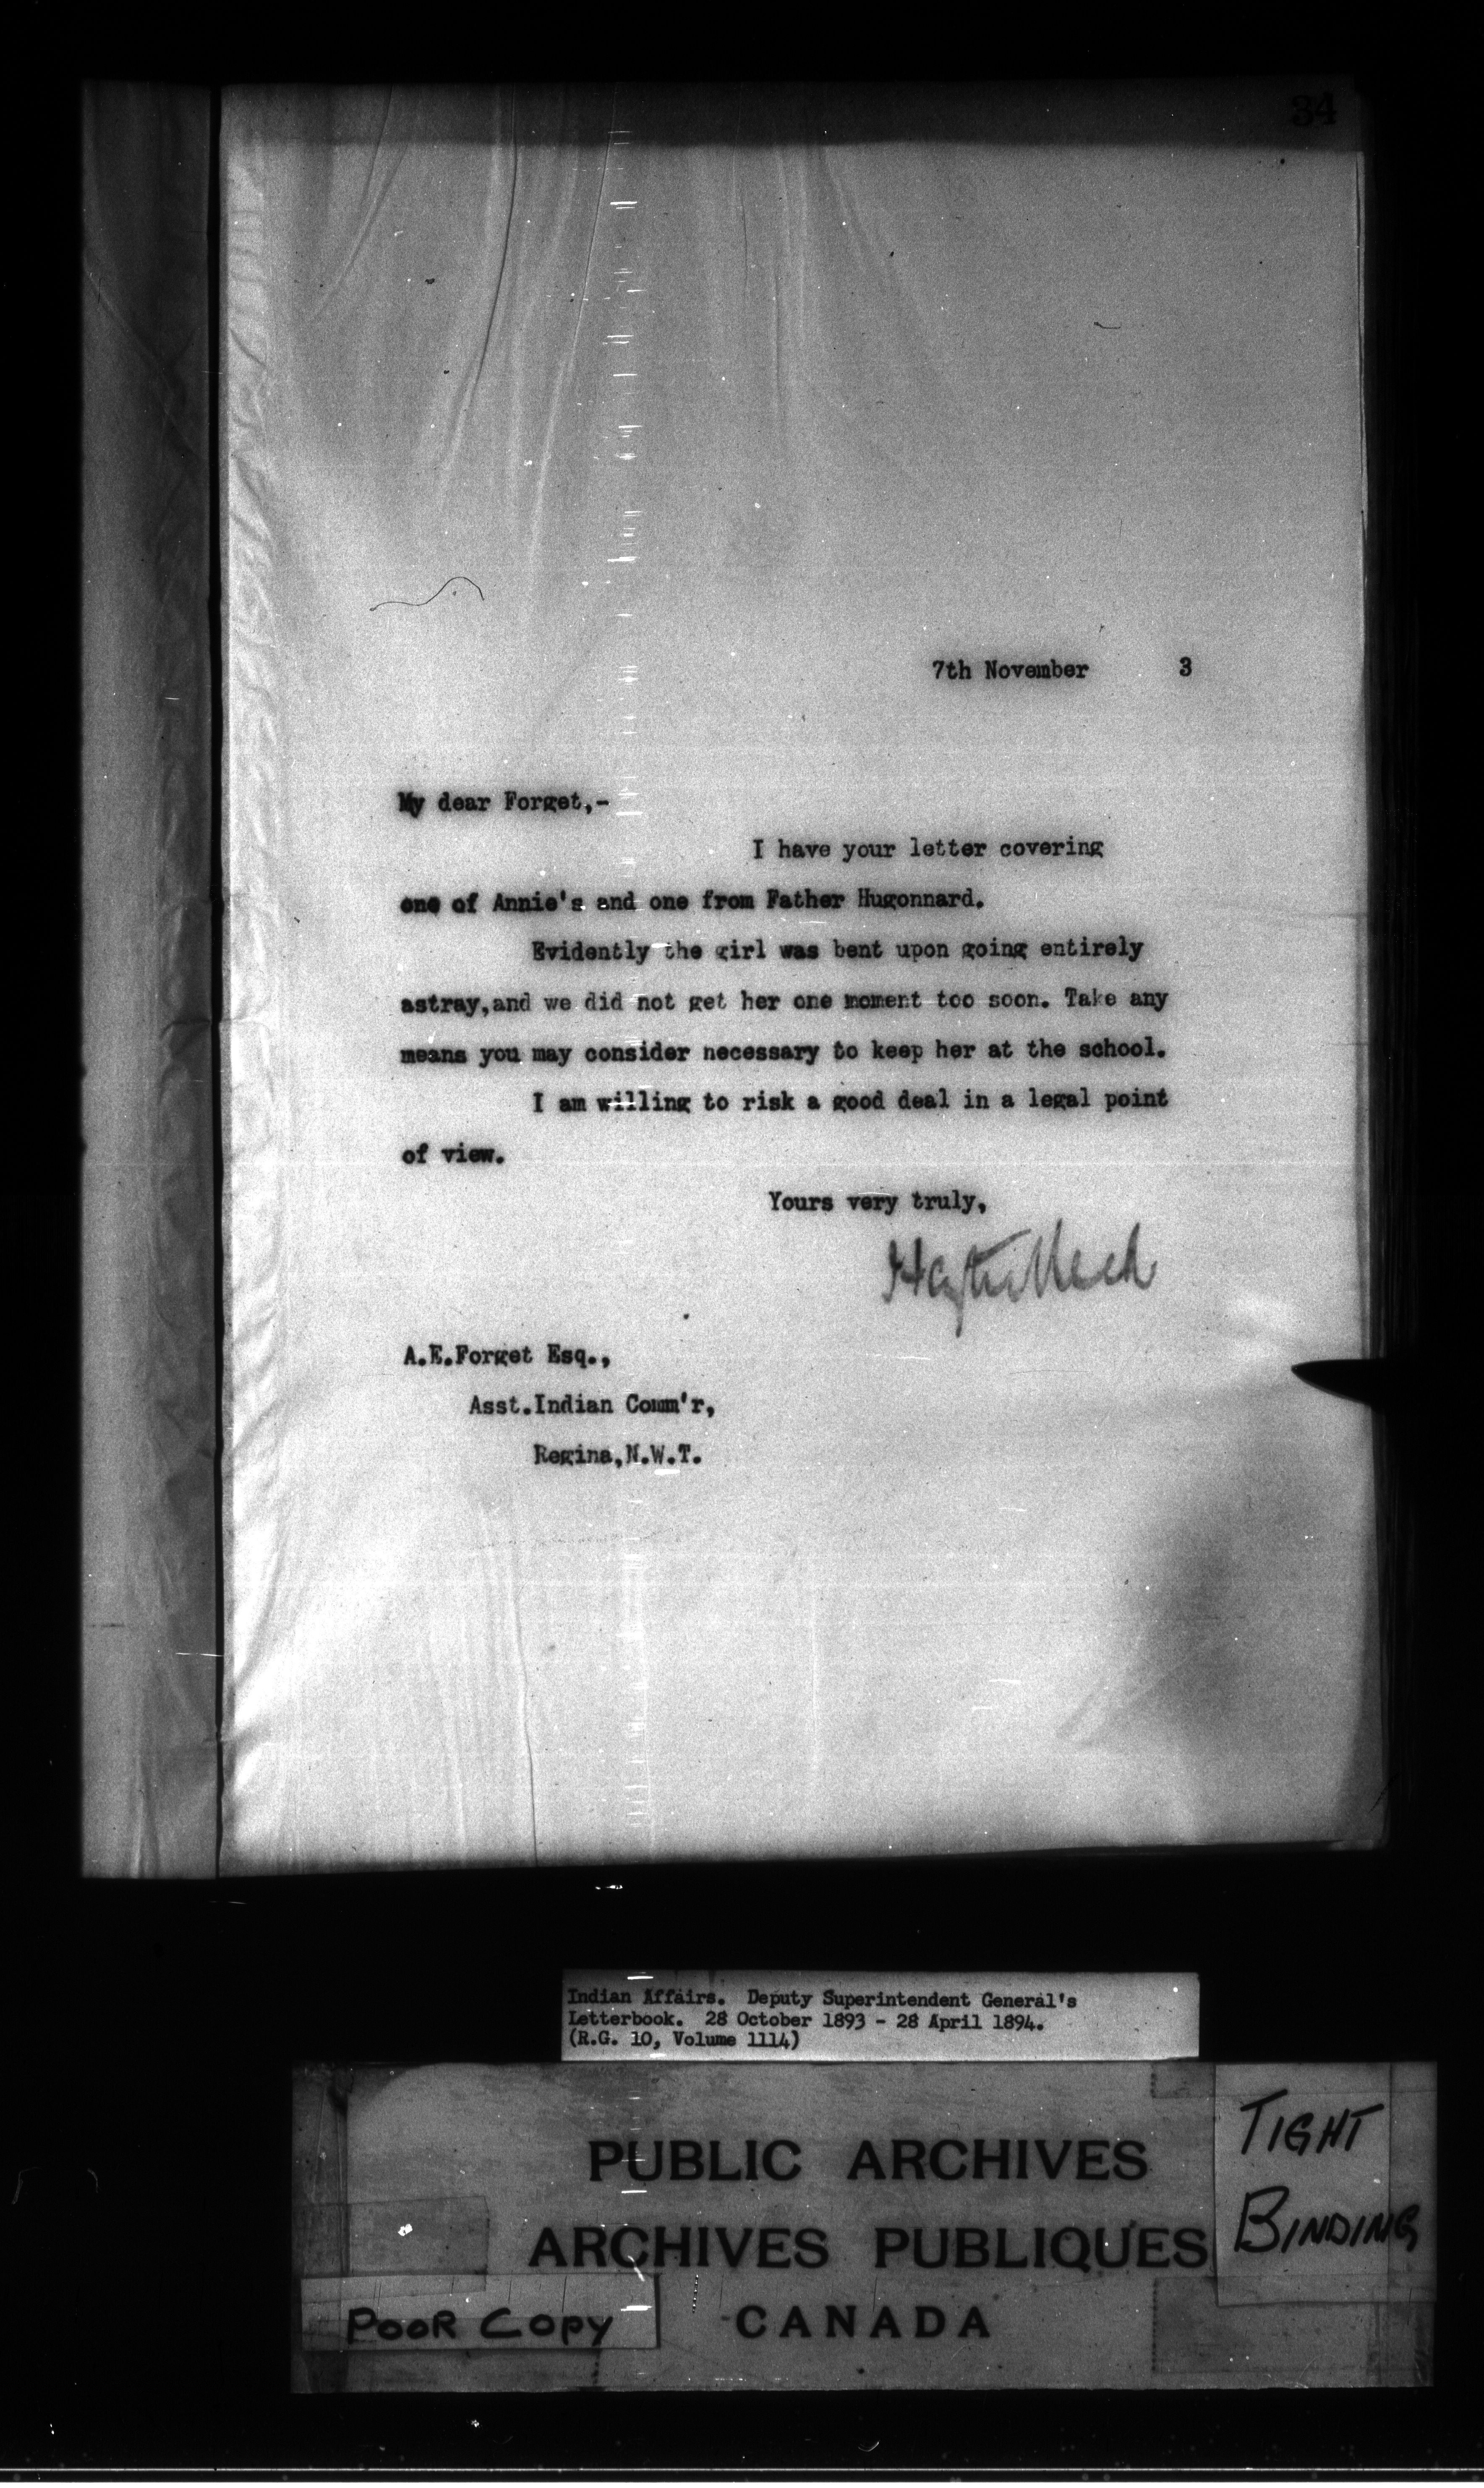 34
7th November 3
My dear Forget,-
I have your letter covering
one of Annie's and one from Father Hugonnard.
Evidently the girl was bent upon going entirely
astray,and we did not get her one moment too soon. Take any
means you may consider necessary to keep her at the school.
I am willing to risk a good deal in a legal point
of view.
Yours very truly,
Hayter Reed
A.E.Forget Esq.,
Asst.Indian Comm'r,
Regina,N.W.T.
Indian Affairs. Deputy Superintendent General's
Letterbook. 28 October 1893 - 28 April 1894.
(R.G. 10, Volume 1114)
PUBLIC ARCHIVES
ARCHIVES PUBLIQUES
CANADA
TIGHT
BINDING
POOR COPY